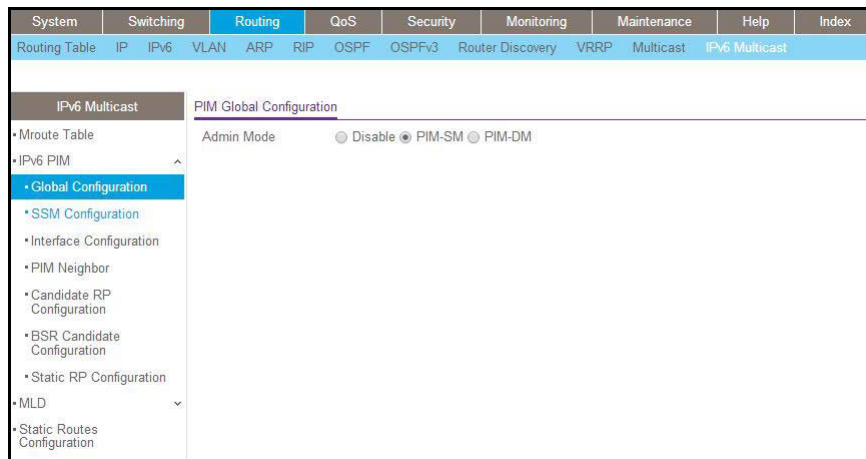 System Switching Routing QoS Security Monitoring Maintenance Help Index
Routing Table IP IPv6 VLAN ARP RIP OSPF OSPFv3 Router Discovery VRRP Multicast IPv6 Multicast
IPv6 Multicast
Mroute Table
IPv6 PIM
Global Configuration
SSM Configuration
Interface Configuration
PIM Neighbor
Candidate RP
Configuration
BSR Candidate
Configuration
Static RP Configuration
MLD
Static Routes
Configuration
PIM Global Configuration
Admin Mode Disable PIM-SM PIM-DM